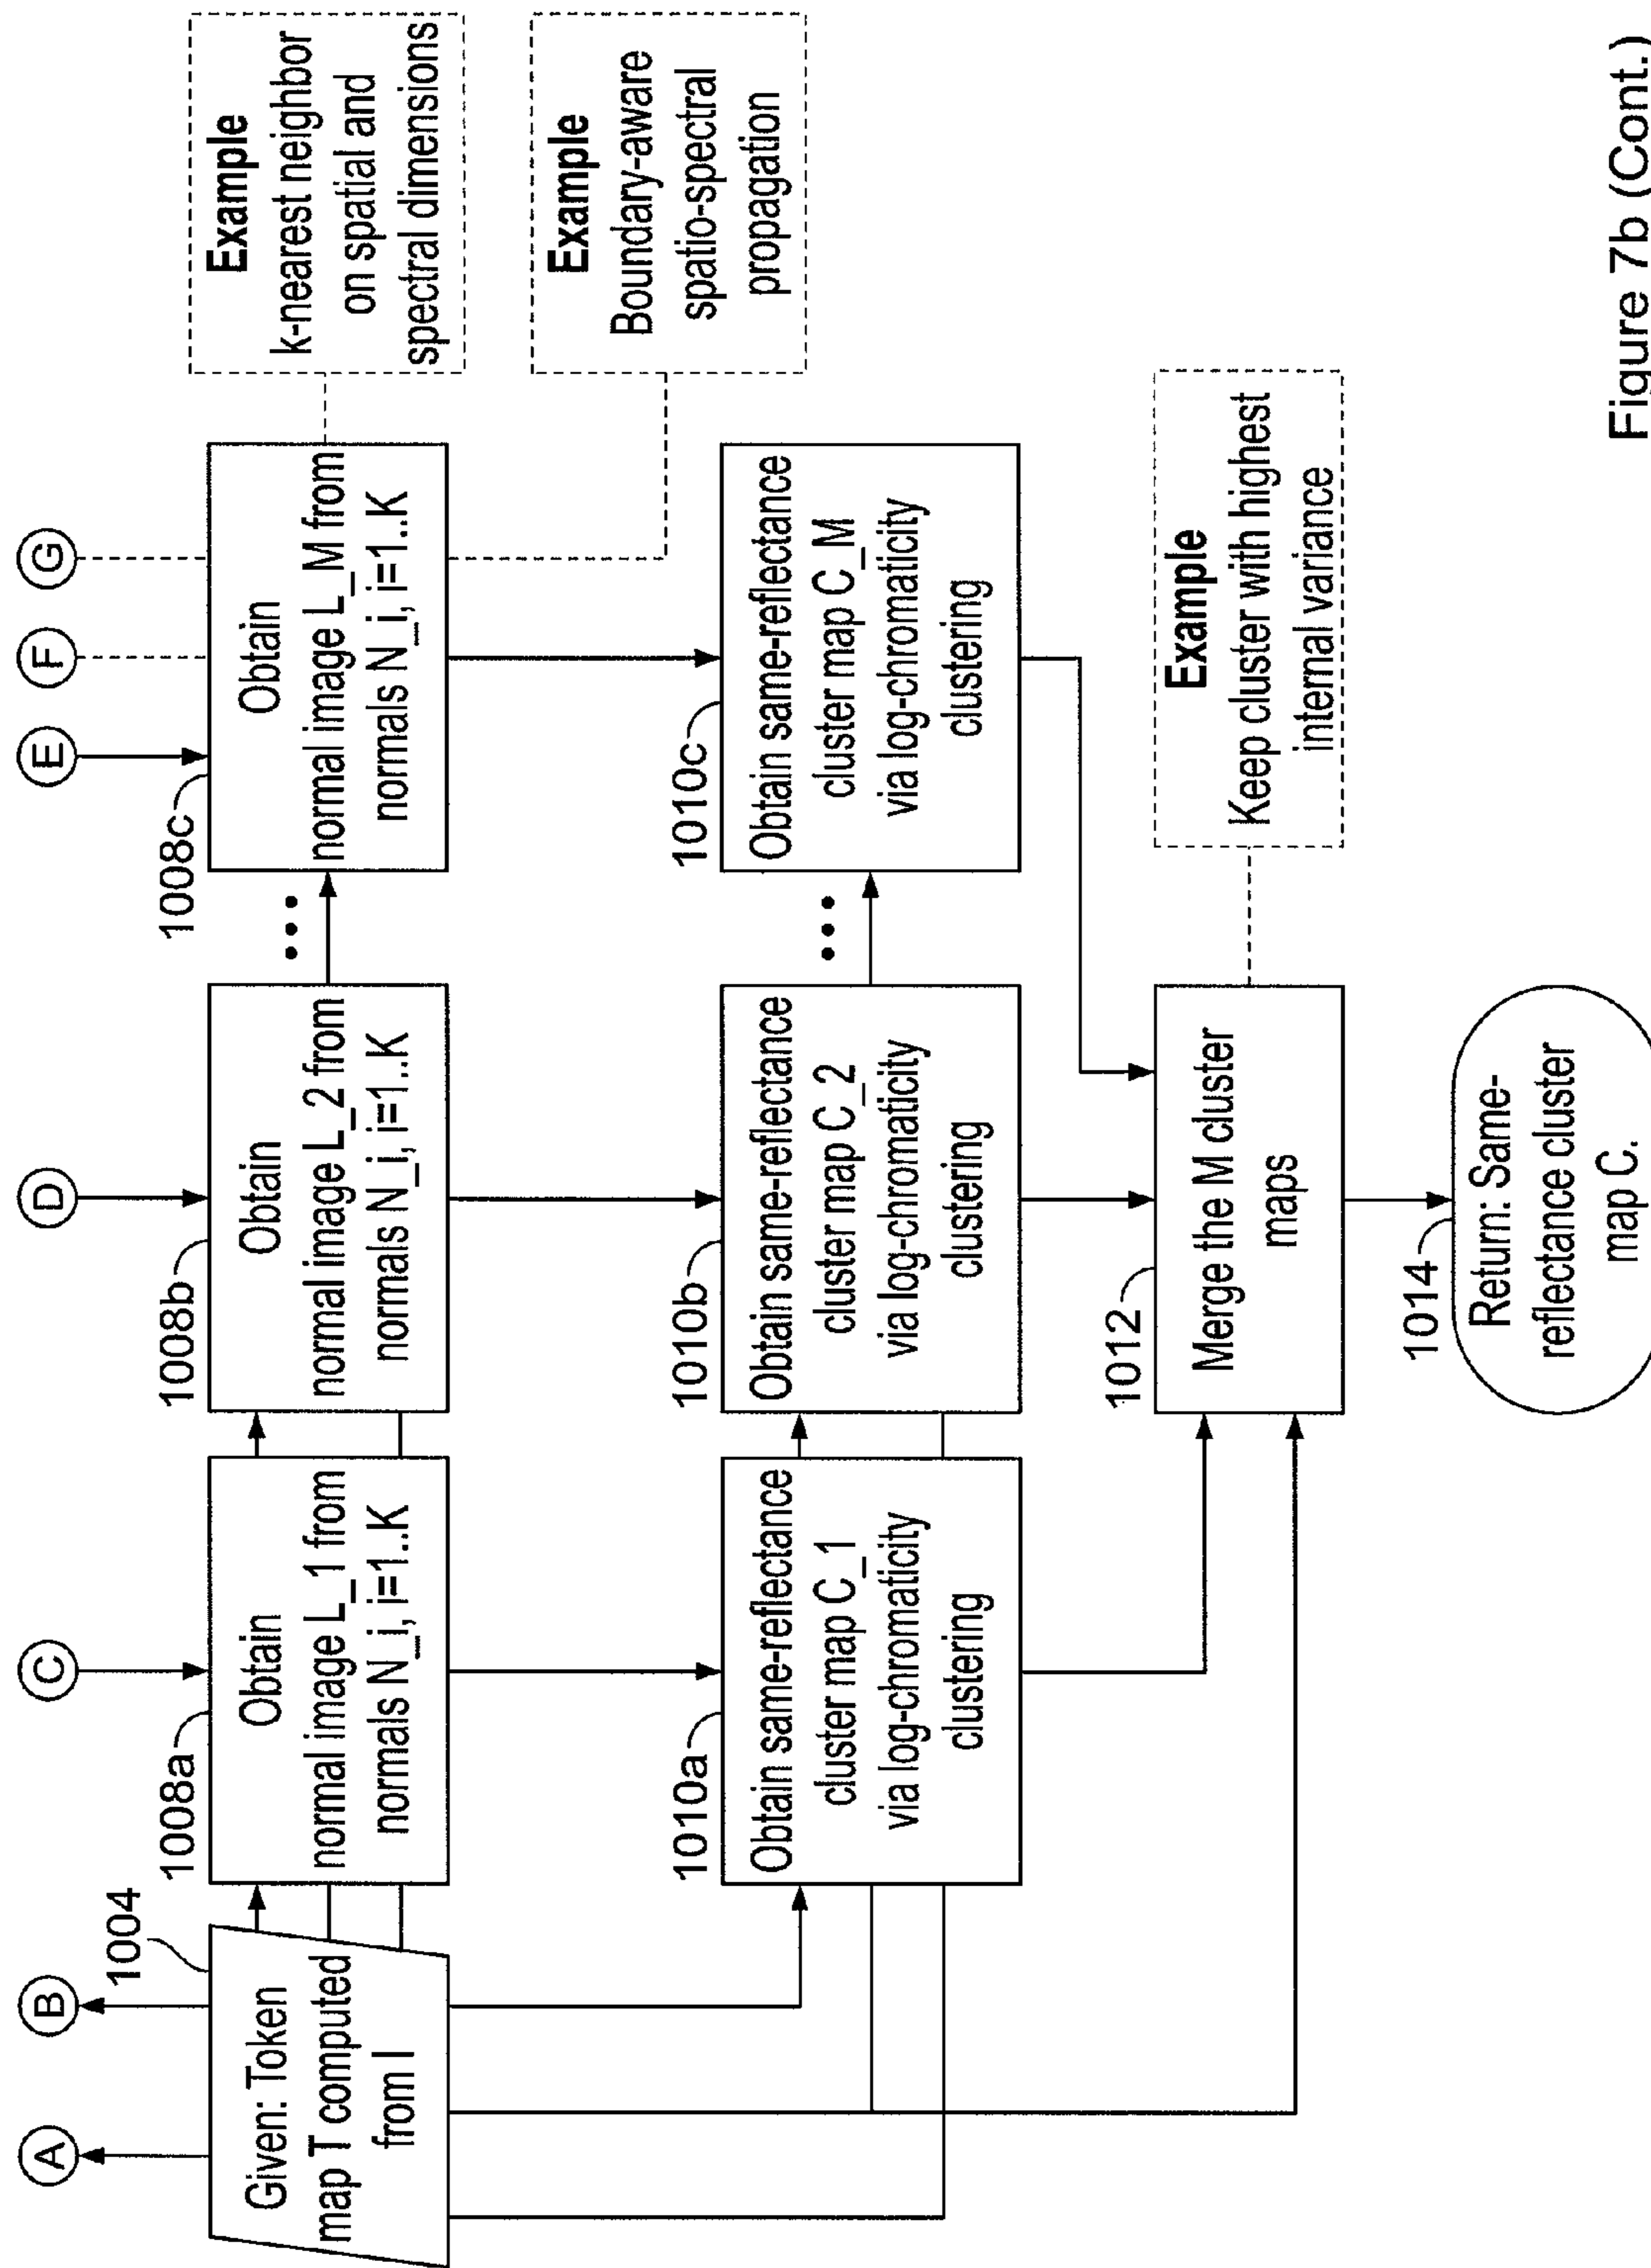 A
B
C
D
E
F
G
1004
Given: Token
map T computed
from I
1008a
Obtain
normal image L_1 from
normals N_i, i=1..K
1008b
Obtain
normal image L_2 from
normals N_i, i=1..K
•••
1008c
Obtain
normal image L_M from
normals N_i, i=1..K
Example
k-nearest neighbor
on spatial and
spectral dimensions
Example
Boundary-aware
spatio-spectral
propagation
1010a
Obtain same-reflectance
cluster map C_1
via log-chromaticity
clustering
1010b
Obtain same-reflectance
cluster map C_2
via log-chromaticity
clustering
•••
1010c
Obtain same-reflectance
cluster map C_M
via log-chromaticity
clustering
1012
Merge the M cluster
maps
Example
Keep cluster with highest
internal variance
1014
Return: Same-
reflectance cluster
map C.
Figure 7b (Cont.)